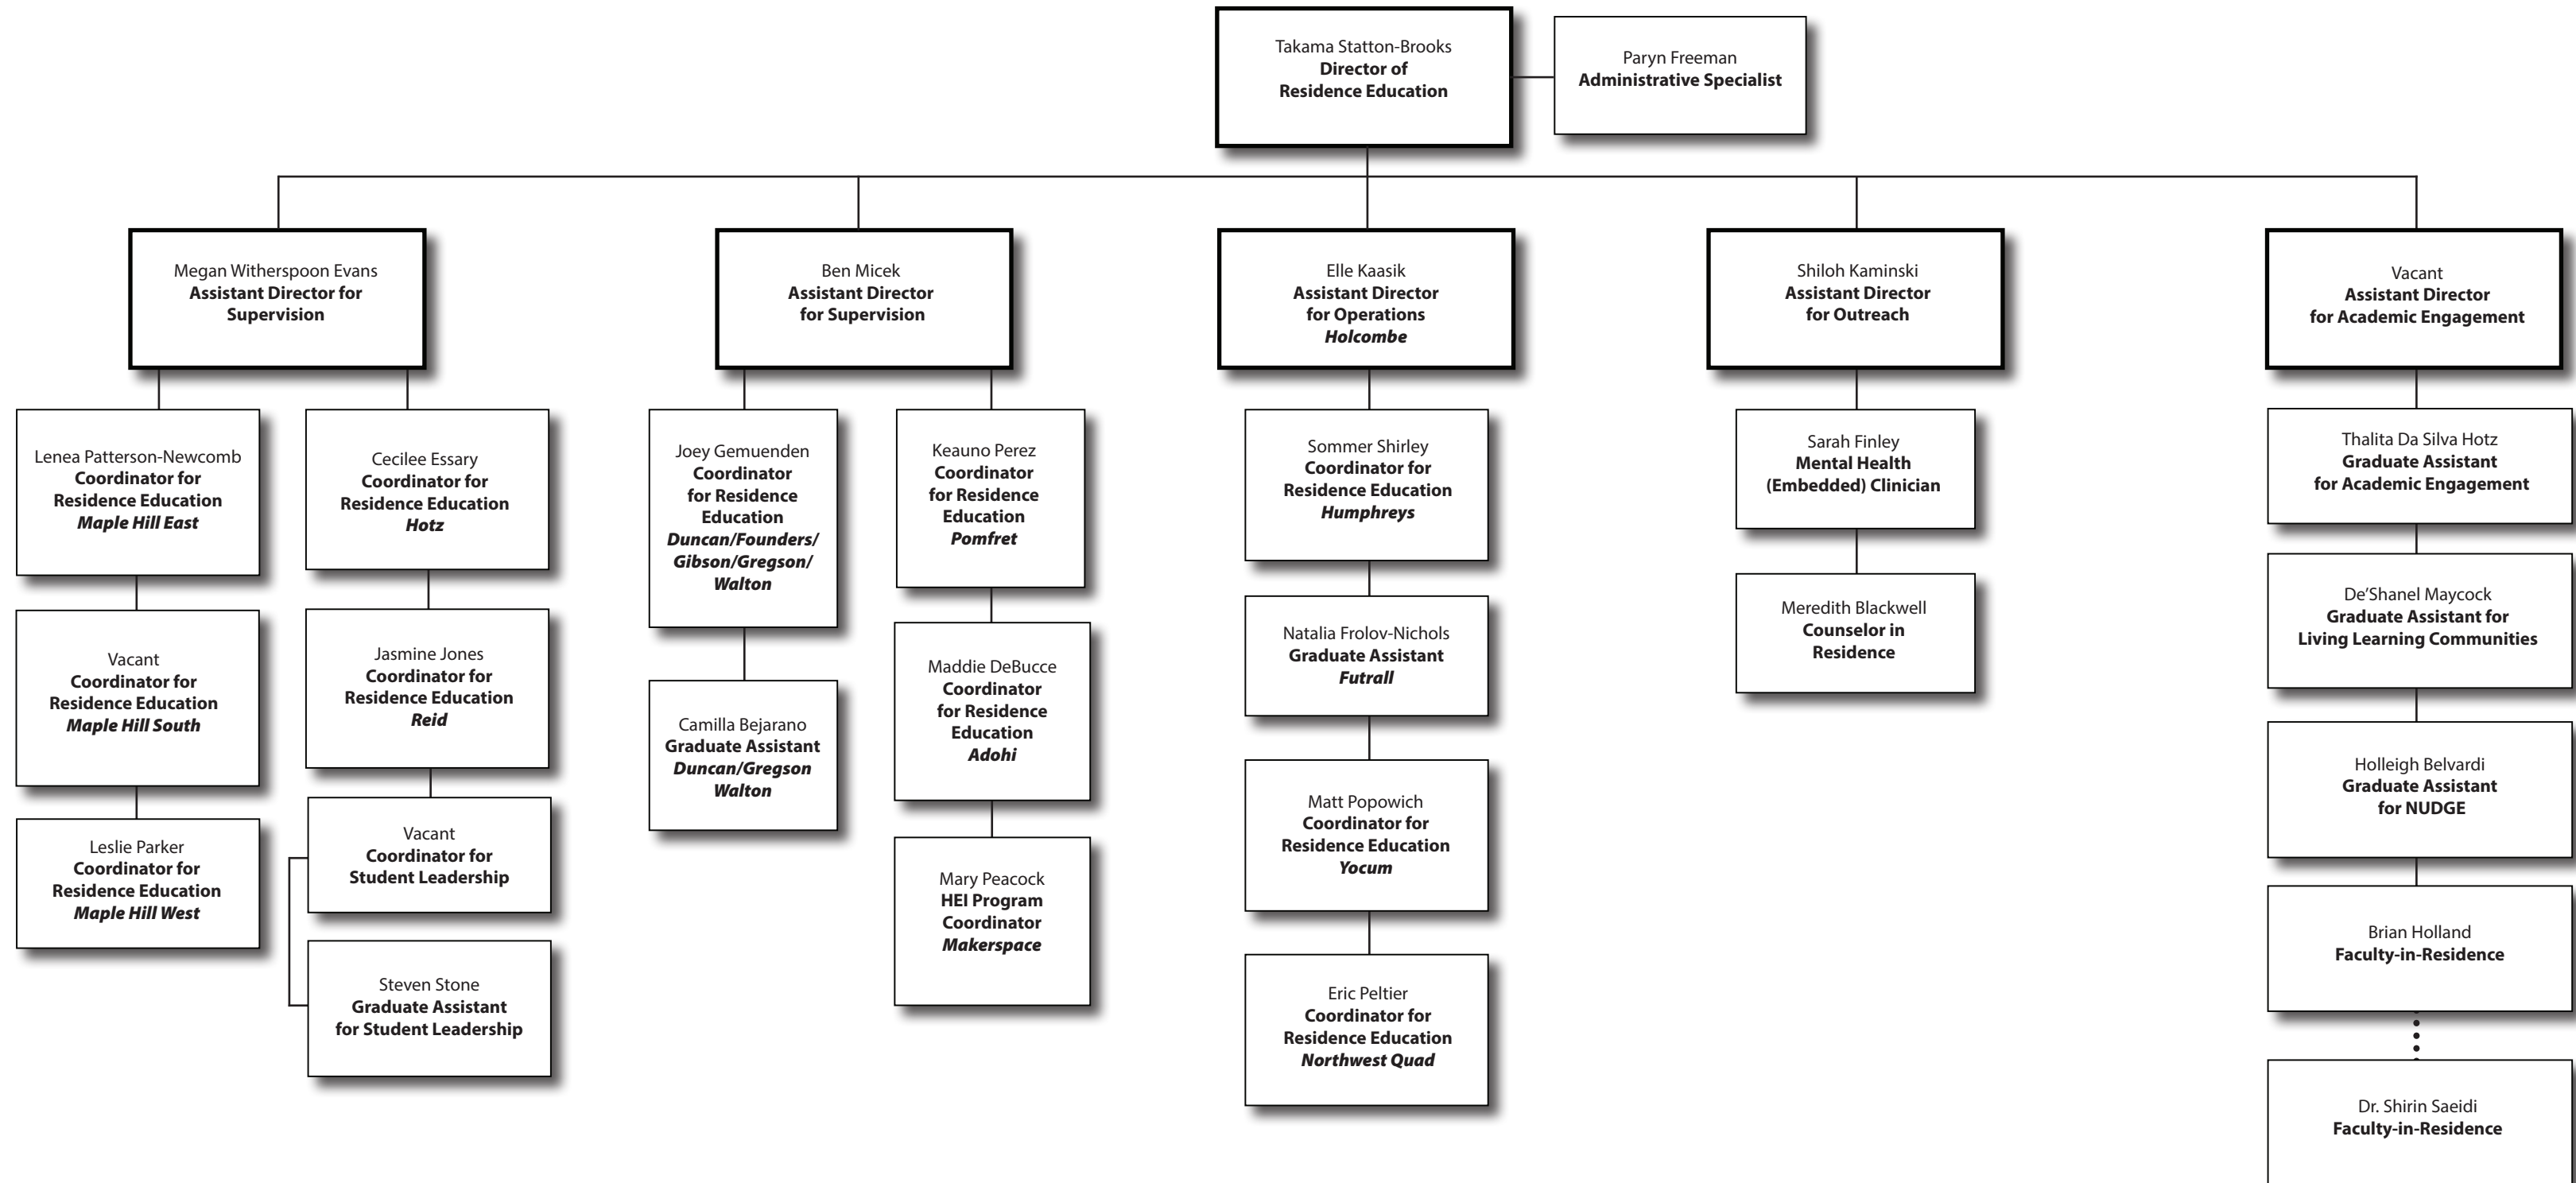 Takama Statton-Brooks
Director of
Residence Education
Paryn Freeman
Administrative Specialist
Megan Witherspoon Evans
Assistant Director for
Supervision
Ben Micek
Assistant Director
for Supervision
Elle Kaasik
Assistant Director
for Operations
Holcombe
Shiloh Kaminski
Assistant Director
for Outreach
Vacant
Assistant Director
for Academic Engagement
Lenea Patterson-Newcomb
Coordinator for
Residence Education
Maple Hill East
Vacant
Coordinator for
Residence Education
Maple Hill South
Leslie Parker
Coordinator for
Residence Education
Maple Hill West
Cecilee Essary
Coordinator for
Residence Education
Hotz
Jasmine Jones
Coordinator for
Residence Education
Reid
Vacant
Coordinator for
Student Leadership
Steven Stone
Graduate Assistant
for Student Leadership
Joey Gemuenden
Coordinator
for Residence
Education
Duncan/Founders/
Gibson/Gregson/
Walton
Camilla Bejarano
Graduate Assistant
Duncan/Gregson
Walton
Keauno Perez
Coordinator
for Residence
Education
Pomfret
Maddie DeBucce
Coordinator
for Residence
Education
Adohi
Mary Peacock
HEI Program
Coordinator
Makerspace
Sommer Shirley
Coordinator for
Residence Education
Humphreys
Natalia Frolov-Nichols
Graduate Assistant
Futrall
Matt Popowich
Coordinator for
Residence Education
Yocum
Eric Peltier
Coordinator for
Residence Education
Northwest Quad
Sarah Finley
Mental Health
(Embedded) Clinician
Meredith Blackwell
Counselor in
Residence
Thalita Da Silva Hotz
Graduate Assistant
for Academic Engagement
De’Shanel Maycock
Graduate Assistant for
Living Learning Communities
Holleigh Belvardi
Graduate Assistant
for NUDGE
Brian Holland
Faculty-in-Residence
Dr. Shirin Saeidi
Faculty-in-Residence